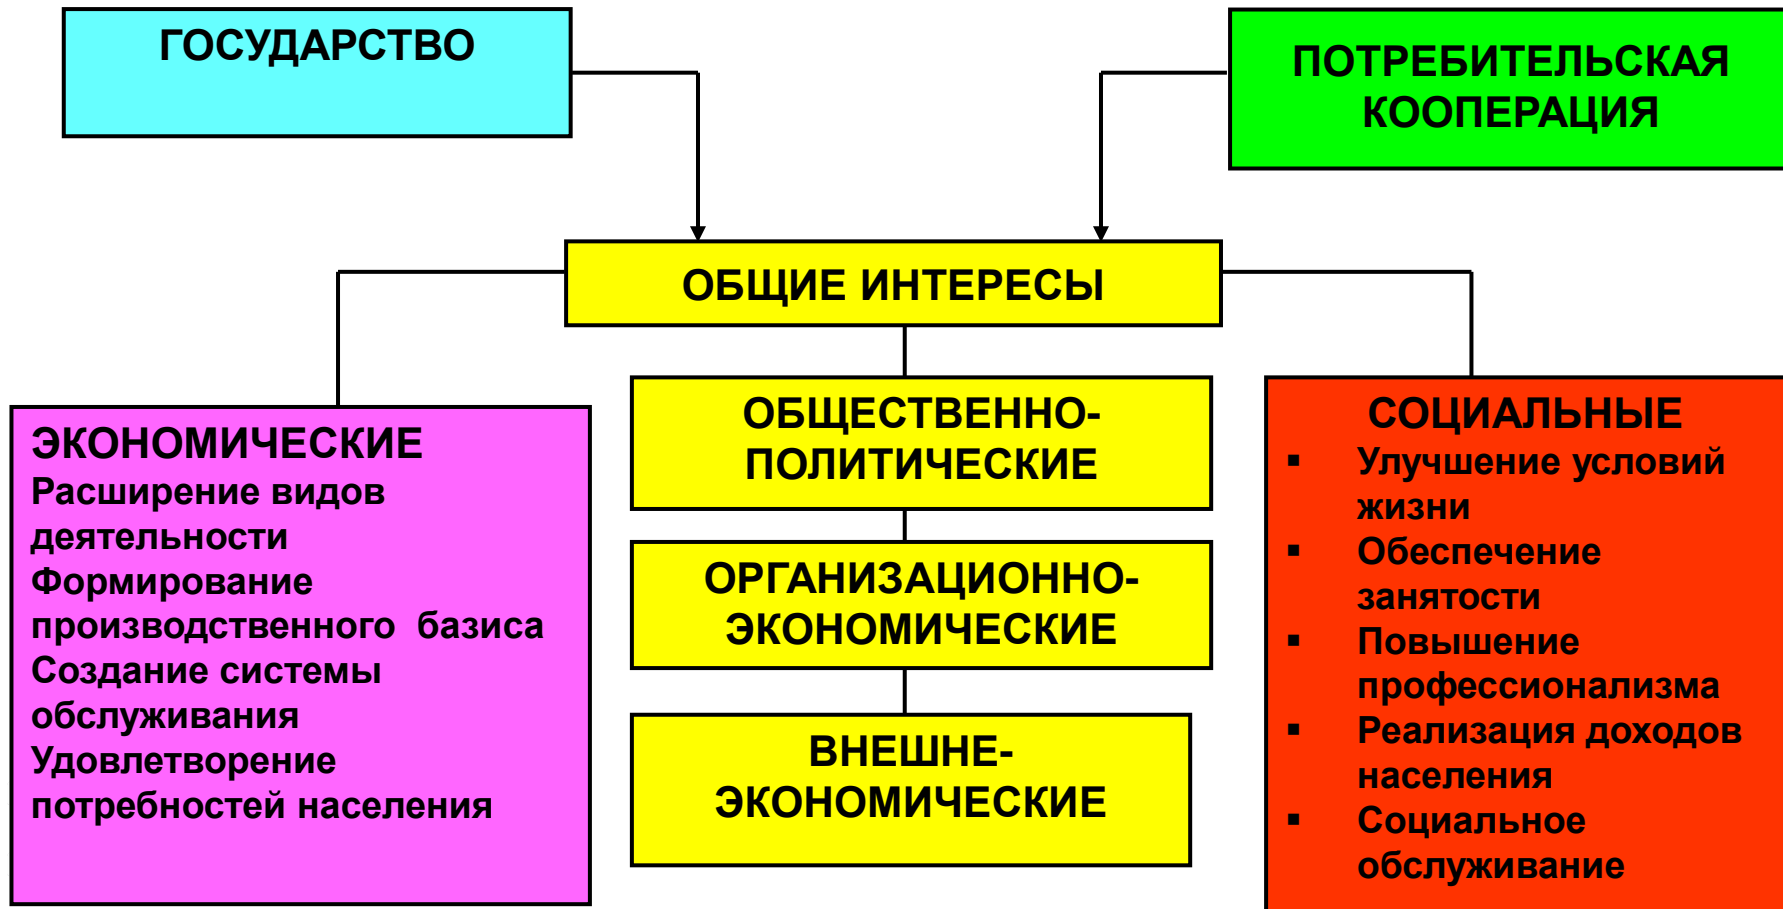 ГОСУДАРСТВО
ПОТРЕБИТЕЛЬСКАЯ
КООПЕРАЦИЯ
ОБЩИЕ ИНТЕРЕСЫ
ЭКОНОМИЧЕСКИЕ
Расширение видов
деятельности
Формирование
производственного базиса
Создание системы
обслуживания
Удовлетворение
потребностей населения
ОБЩЕСТВЕННО-
ПОЛИТИЧЕСКИЕ
ОРГАНИЗАЦИОННО-
ЭКОНОМИЧЕСКИЕ
ВНЕШНЕ-
ЭКОНОМИЧЕСКИЕ
СОЦИАЛЬНЫЕ
▪ Улучшение условий
жизни
▪ Обеспечение
занятости
▪ Повышение
профессионализма
▪ Реализация доходов
населения
▪ Социальное
обслуживание